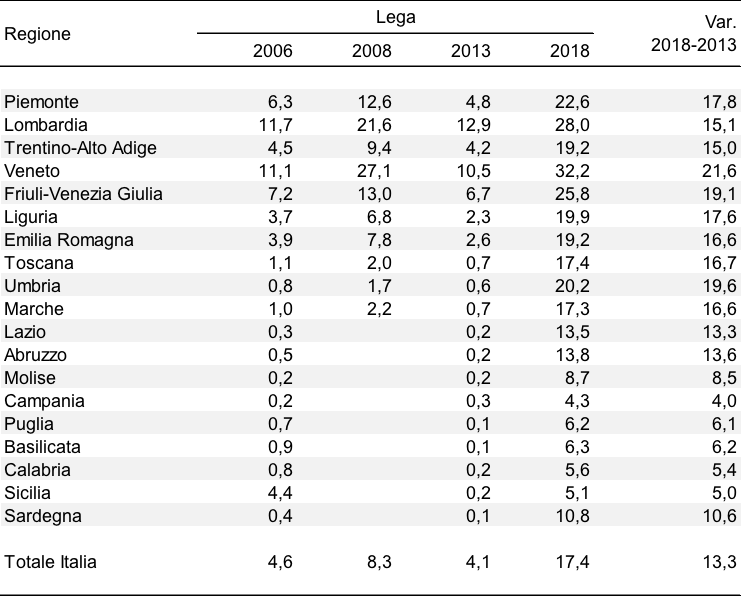 Regione Lega Var.
2006 2008 2013 2018 2018-2013
Piemonte 6,3 12,6 4,8 22,6 17,8
Lombardia 11,7 21,6 12,9 28,0 15,1
Trentino-Alto Adige 4,5 9,4 4,2 19,2 15,0
Veneto 11,1 27,1 10,5 32,2 21,6
Friuli-Venezia Giulia 7,2 13,0 6,7 25,8 19,1
Liguria 3,7 6,8 2,3 19,9 17,6
Emilia Romagna 3,9 7,8 2,6 19,2 16,6
Toscana 1,1 2,0 0,7 17,4 16,7
Umbria 0,8 1,7 0,6 20,2 19,6
Marche 1,0 2,2 0,7 17,3 16,6
Lazio 0,3 0,2 13,5 13,3
Abruzzo 0,5 0,2 13,8 13,6
Molise 0,2 0,2 8,7 8,5
Campania 0,2 0,3 4,3 4,0
Puglia 0,7 0,1 6,2 6,1
Basilicata 0,9 0,1 6,3 6,2
Calabria 0,8 0,2 5,6 5,4
Sicilia 4,4 0,2 5,1 5,0
Sardegna 0,4 0,1 10,8 10,6
Totale Italia 4,6 8,3 4,1 17,4 13,3